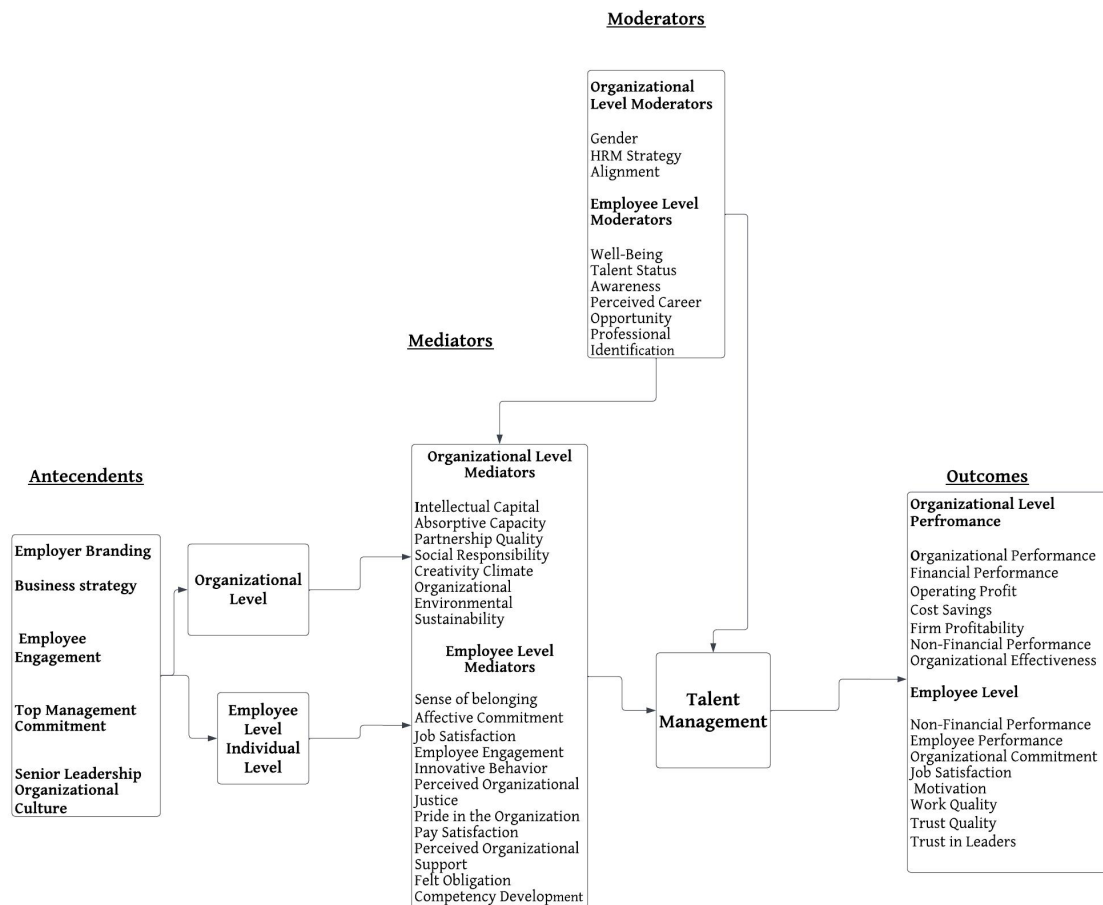 Moderators
Organizational
Level Moderators
Gender
HRM Strategy
Alignment
Employee Level
Moderators
Well-Being
Talent Status
Awareness
Perceived Career
Opportunity
Professional
Identification
Mediators
Organizational Level
Mediators
Intellectual Capital
Absorptive Capacity
Partnership Quality
Social Responsibility
Creativity Climate
Organizational
Environmental
Sustainability
Employee Level
Mediators
Sense of belonging
Affective Commitment
Job Satisfaction
Employee Engagement
Innovative Behavior
Perceived Organizational
Justice
Pride in the Organization
Pay Satisfaction
Perceived Organizational
Support
Felt Obligation
Competency Development
Antecendents
Employer Branding
Business strategy
Employee
Engagement
Top Management
Commitment
Senior Leadership
Organizational
Culture
Organizational
Level
Employee
Level
Individual
Level
Talent
Management
Outcomes
Organizational Level
Perfromance
Organizational Performance
Financial Performance
Operating Profit
Cost Savings
Firm Profitability
Non-Financial Performance
Organizational Effectiveness
Employee Level
Non-Financial Performance
Employee Performance
Organizational Commitment
Job Satisfaction
Motivation
Work Quality
Trust Quality
Trust in Leaders